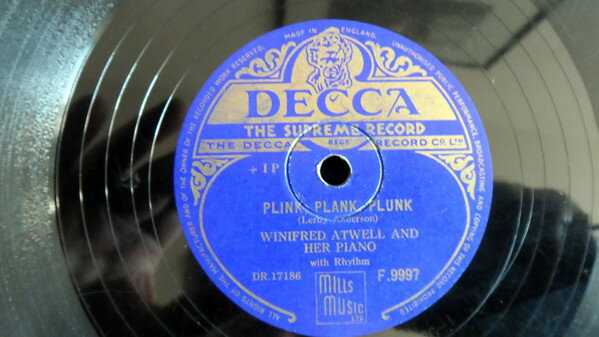 ALL RIGHTS OF THE MANUFACTURER AND OF THE OWNER OF THE RECORDED WORK RESERVED. MADE IN ENGLAND. UNAUTHORISED PUBLIC PERFORMANCE, BROADCASTING AND COPYING OF THIS RECORD PROHIBITED
DECCA
THE SUPREME RECORD
THE DECCA REGD RECORD CO., LTD
+1P
PLINK, PLANK, PLUNK
(Leroy Anderson)
WINIFRED ATWELL AND
HER PIANO
with Rhythm
DR.17186 F.9997
MILLS
MUSIC
LTD.